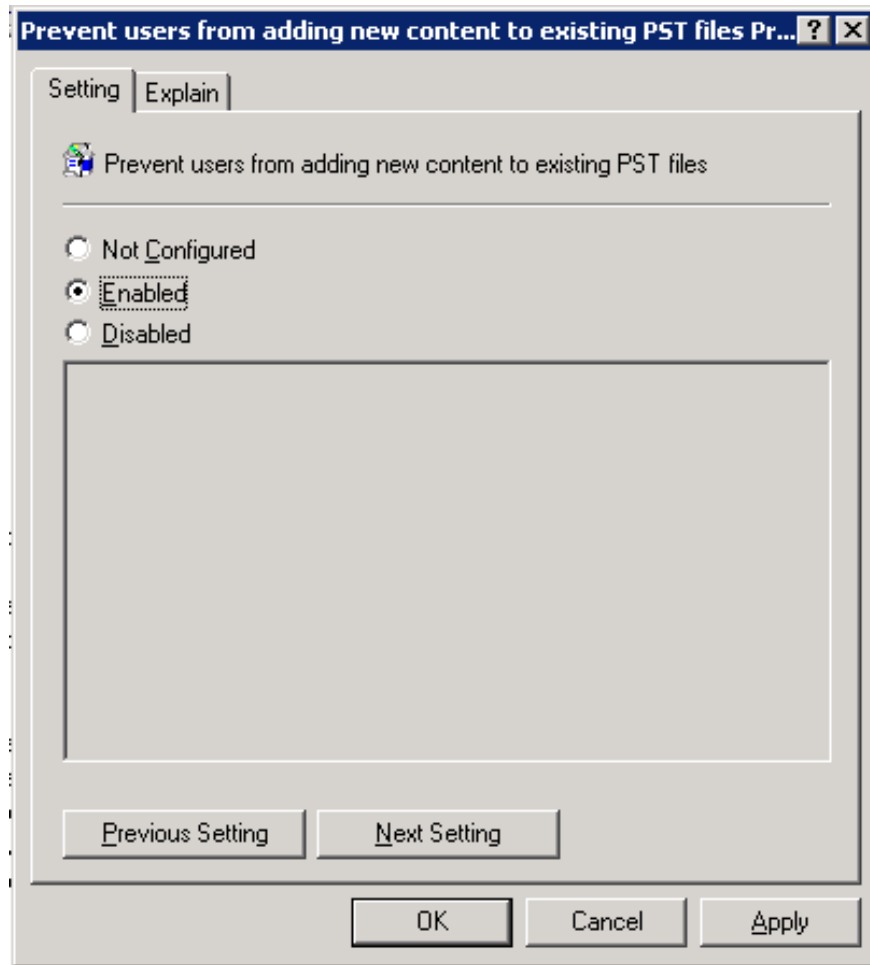 Prevent users from adding new content to existing PST files Pr...
Setting
Explain
Prevent users from adding new content to existing PST files
Not Configured
Enabled
Disabled
Previous Setting
Next Setting
OK
Cancel
Apply